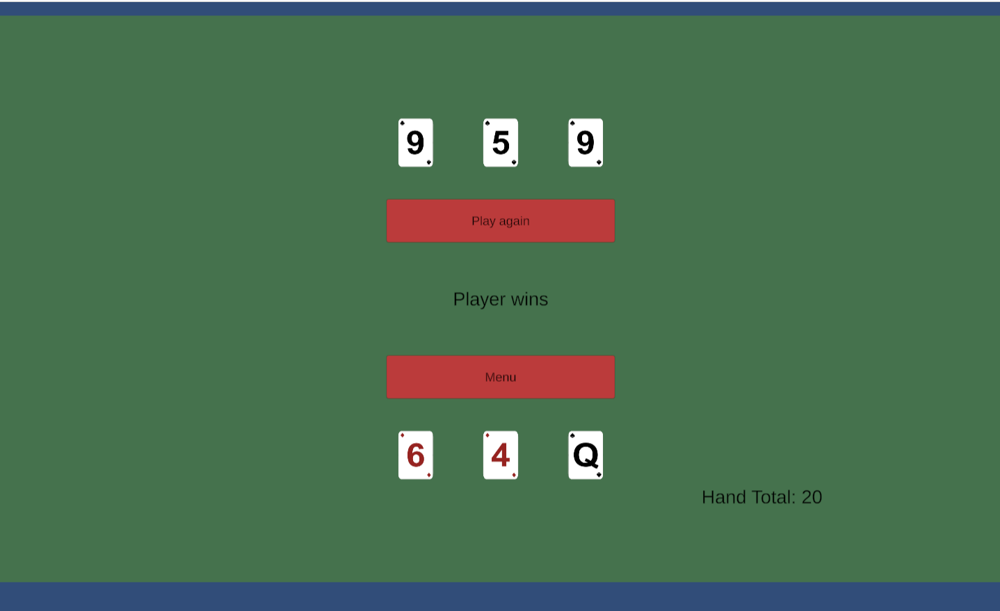 9 5 9
Play again
Player wins
Menu
6 4 Q
Hand Total: 20